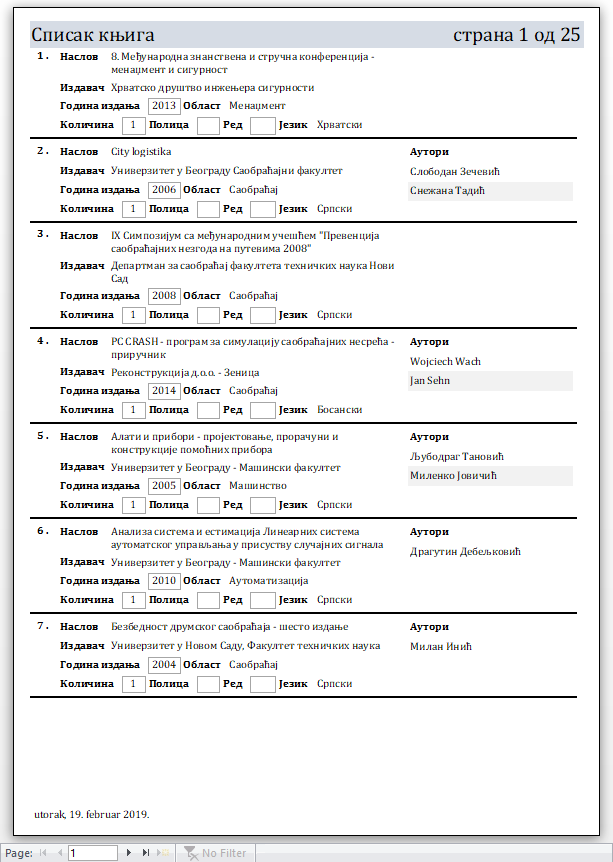 Списак књига страна 1 од 25
1. Наслов 8. Међународна знанствена и стручна конференција -
менаџмент и сигурност
Издавач Хрватско друштво инжењера сигурности
Година издања 2013 Област Менаџмент
Количина 1 Полица Ред Језик Хрватски
2. Наслов City logistika Аутори
Издавач Универзитет у Београду Саобраћајни факултет Слободан Зечевић
Година издања 2006 Област Саобраћај Снежана Тадић
Количина 1 Полица Ред Језик Српски
3. Наслов IX Симпозијум са међународним учешћем "Превенција
саобраћајних незгода на путевима 2008"
Издавач Департман за саобраћај факултета техничких наука Нови
Сад
Година издања 2008 Област Саобраћај
Количина 1 Полица Ред Језик Српски
4. Наслов PC CRASH - програм за симулацију саобраћајних несрећа - Аутори
приручник Wojciech Wach
Издавач Реконструкција д.о.о. - Зеница Jan Sehn
Година издања 2014 Област Саобраћај
Количина 1 Полица Ред Језик Босански
5. Наслов Алати и прибори - пројектовање, прорачуни и Аутори
конструкције помоћних прибора Љубодраг Тановић
Издавач Универзитет у Београду - Машински факултет Миленко Јовичић
Година издања 2005 Област Машинство
Количина 1 Полица Ред Језик Српски
6. Наслов Анализа система и естимација Линеарних система Аутори
аутоматског управљања у присуству случајних сигнала Драгутин Дебељковић
Издавач Универзитет у Београду - Машински факултет
Година издања 2010 Област Аутоматизација
Количина 1 Полица Ред Језик Српски
7. Наслов Безбедност друмског саобраћаја - шесто издање Аутори
Издавач Универзитет у Новом Саду, Факултет техничких наука Милан Инић
Година издања 2004 Област Саобраћај
Количина 1 Полица Ред Језик Српски
utorak, 19. februar 2019.
Page: 1 No Filter